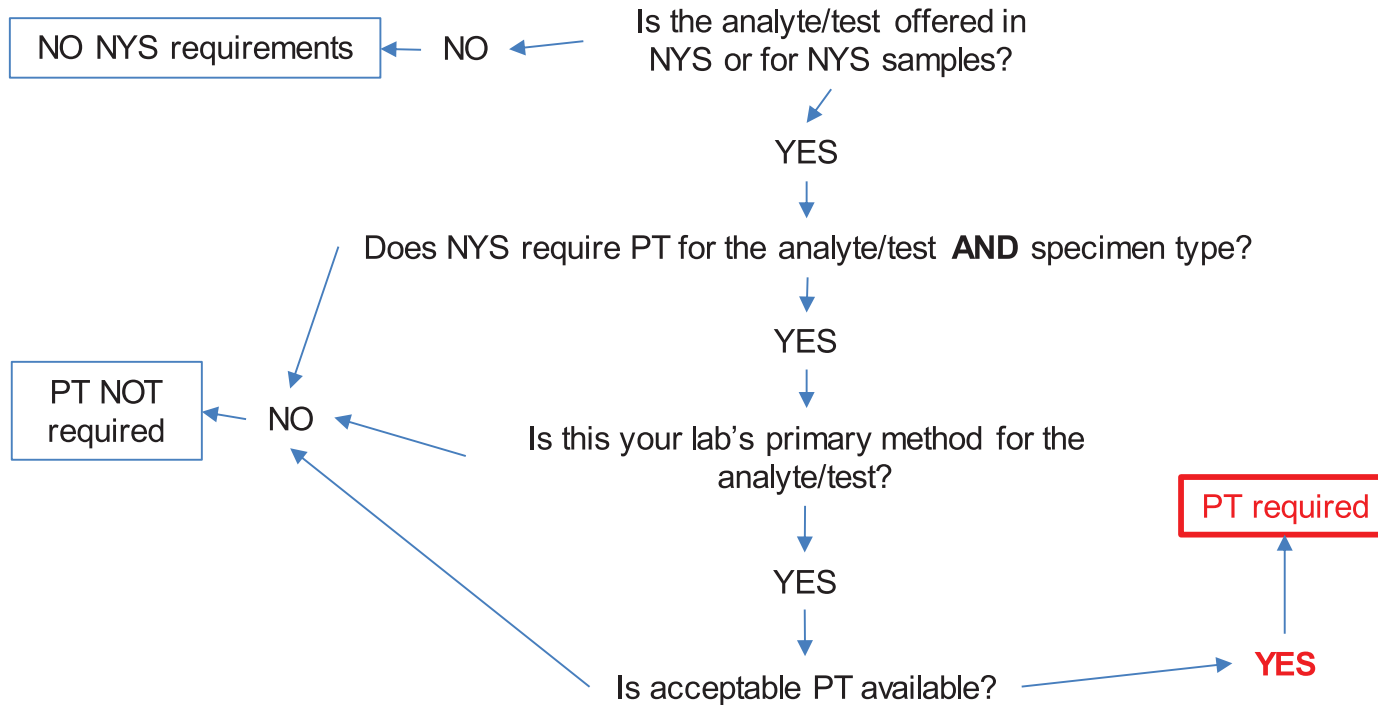 Is the analyte/test offered in
NYS or for NYS samples?
NO
NO NYS requirements
YES
Does NYS require PT for the analyte/test AND specimen type?
YES
PT NOT
required
NO
Is this your lab’s primary method for the
analyte/test?
PT required
YES
Is acceptable PT available?
YES